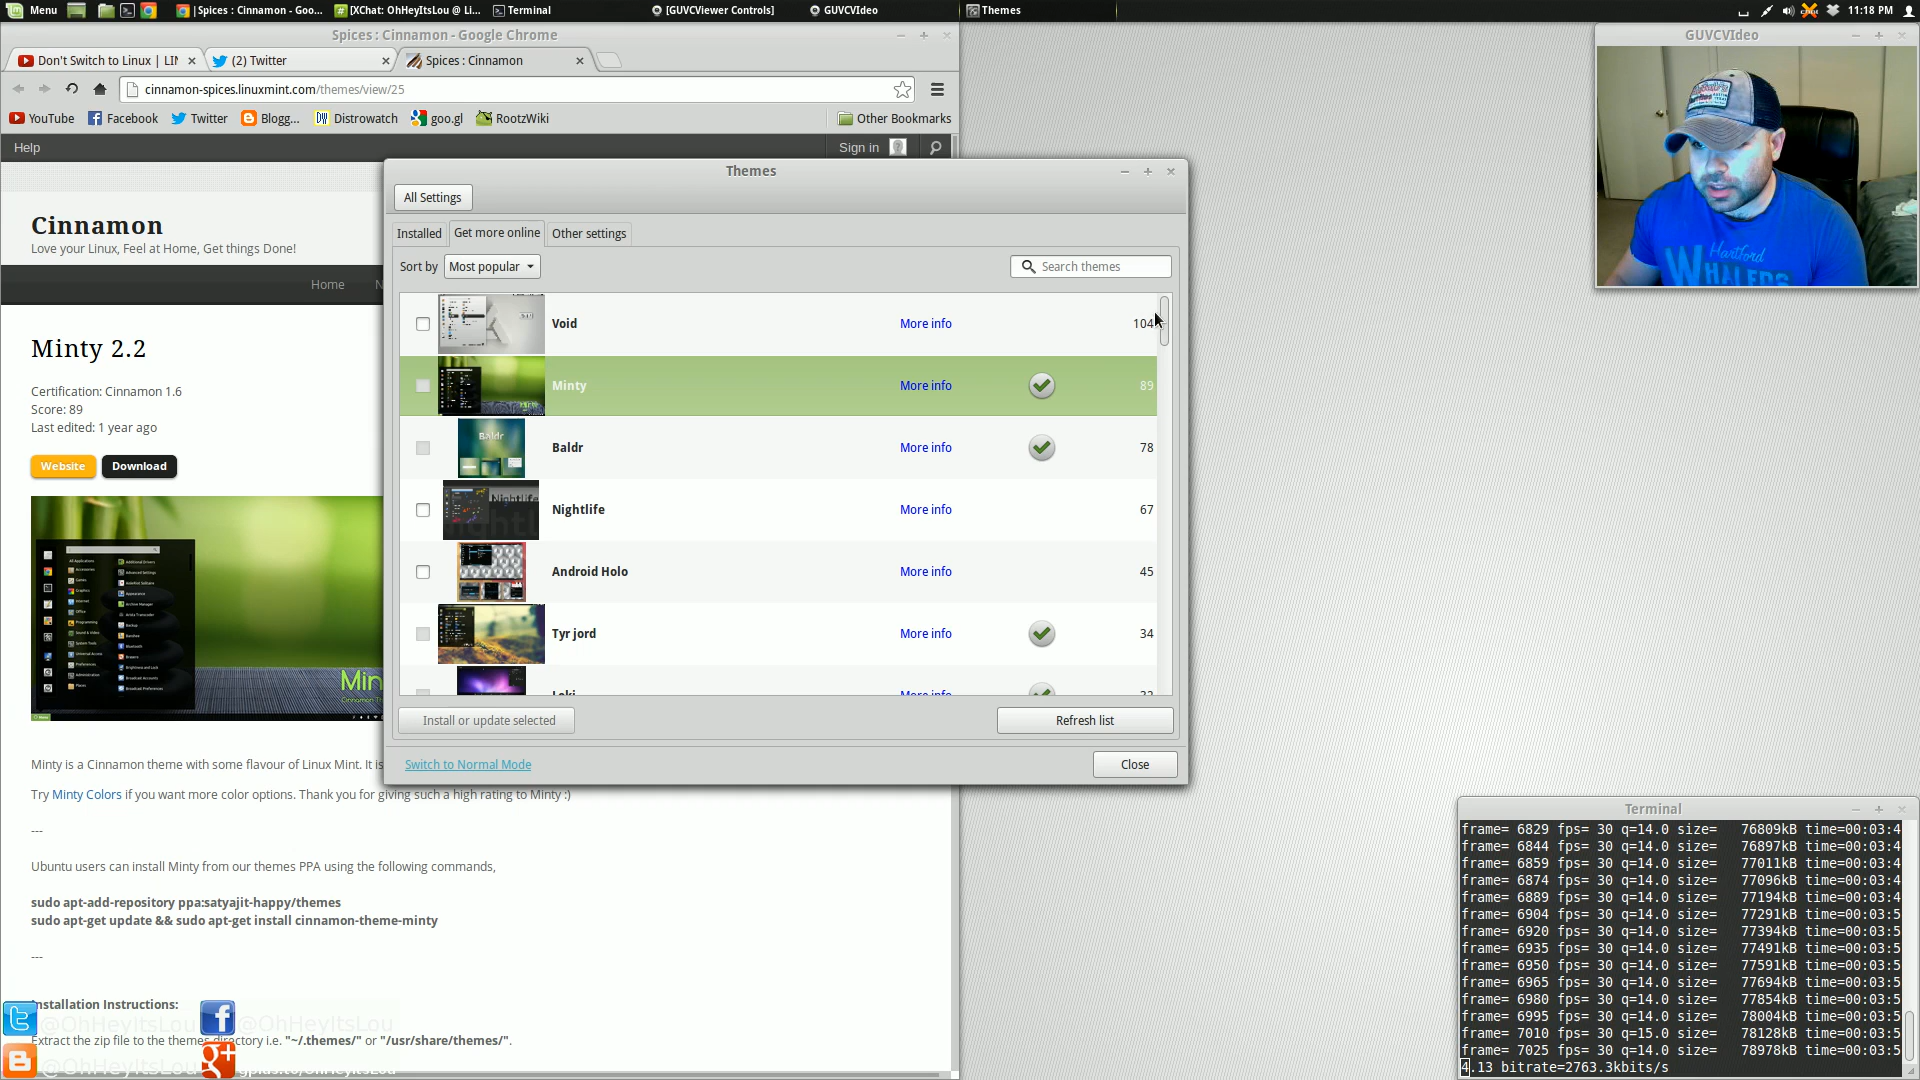 Menu
Spices : Cinnamon - Goo...
[XChat: OhHeyItsLou @ Li...
Terminal
[GUVCViewer Controls]
GUVCVIdeo
Themes
11:18 PM
Spices : Cinnamon - Google Chrome
Don't Switch to Linux | LIN
(2) Twitter
Spices : Cinnamon
cinnamon-spices.linuxmint.com/themes/view/25
YouTube
Facebook
Twitter
Blogg...
Distrowatch
goo.gl
RootzWiki
Other Bookmarks
Help
Sign in
Cinnamon
Love your Linux, Feel at Home, Get things Done!
Home
N
Minty 2.2
Certification: Cinnamon 1.6
Score: 89
Last edited: 1 year ago
Website
Download
Min
Minty is a Cinnamon theme with some flavour of Linux Mint. It is
Try Minty Colors if you want more color options. Thank you for giving such a high rating to Minty :)
---
Ubuntu users can install Minty from our themes PPA using the following commands,
sudo apt-add-repository ppa:satyajit-happy/themes
sudo apt-get update && sudo apt-get install cinnamon-theme-minty
---
Installation Instructions:
@OhHeyItsLou
@OhHeyItsLou
Extract the zip file to the themes directory i.e. "~/.themes/" or "/usr/share/themes/".
@OhHeyItsLou
gplus.to/OhHeyItsLou
Themes
All Settings
Installed
Get more online
Other settings
Sort by
Most popular
Search themes
Void
More info
104
Minty
More info
89
Baldr
More info
78
Nightlife
More info
67
Android Holo
More info
45
Tyr jord
More info
34
Loki
More info
Install or update selected
Refresh list
Switch to Normal Mode
Close
GUVCVIdeo
Hartford
WHALERS
Terminal
frame= 6829 fps= 30 q=14.0 size=   76809kB time=00:03:4
frame= 6844 fps= 30 q=14.0 size=   76897kB time=00:03:4
frame= 6859 fps= 30 q=14.0 size=   77011kB time=00:03:4
frame= 6874 fps= 30 q=14.0 size=   77096kB time=00:03:4
frame= 6889 fps= 30 q=14.0 size=   77194kB time=00:03:4
frame= 6904 fps= 30 q=14.0 size=   77291kB time=00:03:5
frame= 6920 fps= 30 q=14.0 size=   77394kB time=00:03:5
frame= 6935 fps= 30 q=14.0 size=   77491kB time=00:03:5
frame= 6950 fps= 30 q=14.0 size=   77591kB time=00:03:5
frame= 6965 fps= 30 q=14.0 size=   77694kB time=00:03:5
frame= 6980 fps= 30 q=14.0 size=   77854kB time=00:03:5
frame= 6995 fps= 30 q=14.0 size=   78004kB time=00:03:5
frame= 7010 fps= 30 q=15.0 size=   78128kB time=00:03:5
frame= 7025 fps= 30 q=14.0 size=   78978kB time=00:03:5
4.13 bitrate=2763.3kbits/s